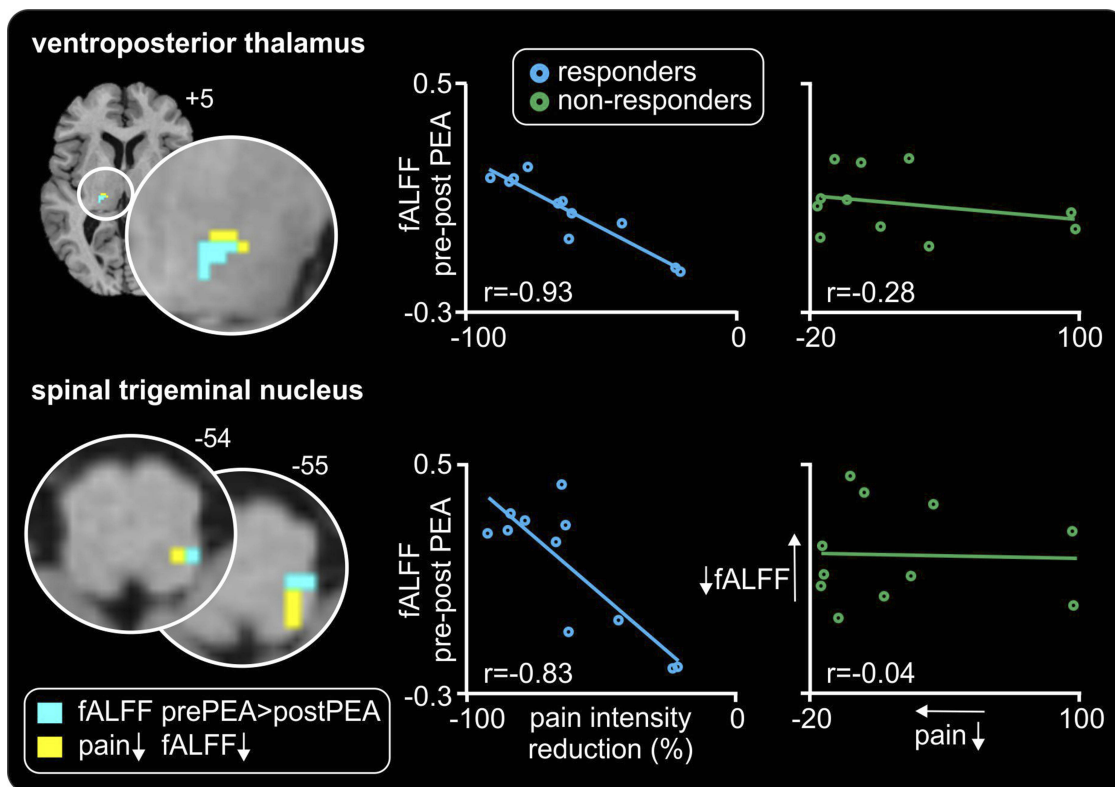 ventroposterior thalamus
+5
responders
non-responders
0.5
fALFF
pre-post PEA
-0.3
r=-0.93
-100
0
r=-0.28
-20
100
spinal trigeminal nucleus
-54
-55
0.5
fALFF
pre-post PEA
-0.3
r=-0.83
-100
pain intensity
reduction (%)
0
↓fALFF
r=-0.04
-20
pain↓
100
fALFF prePEA>postPEA
pain↓ fALFF↓